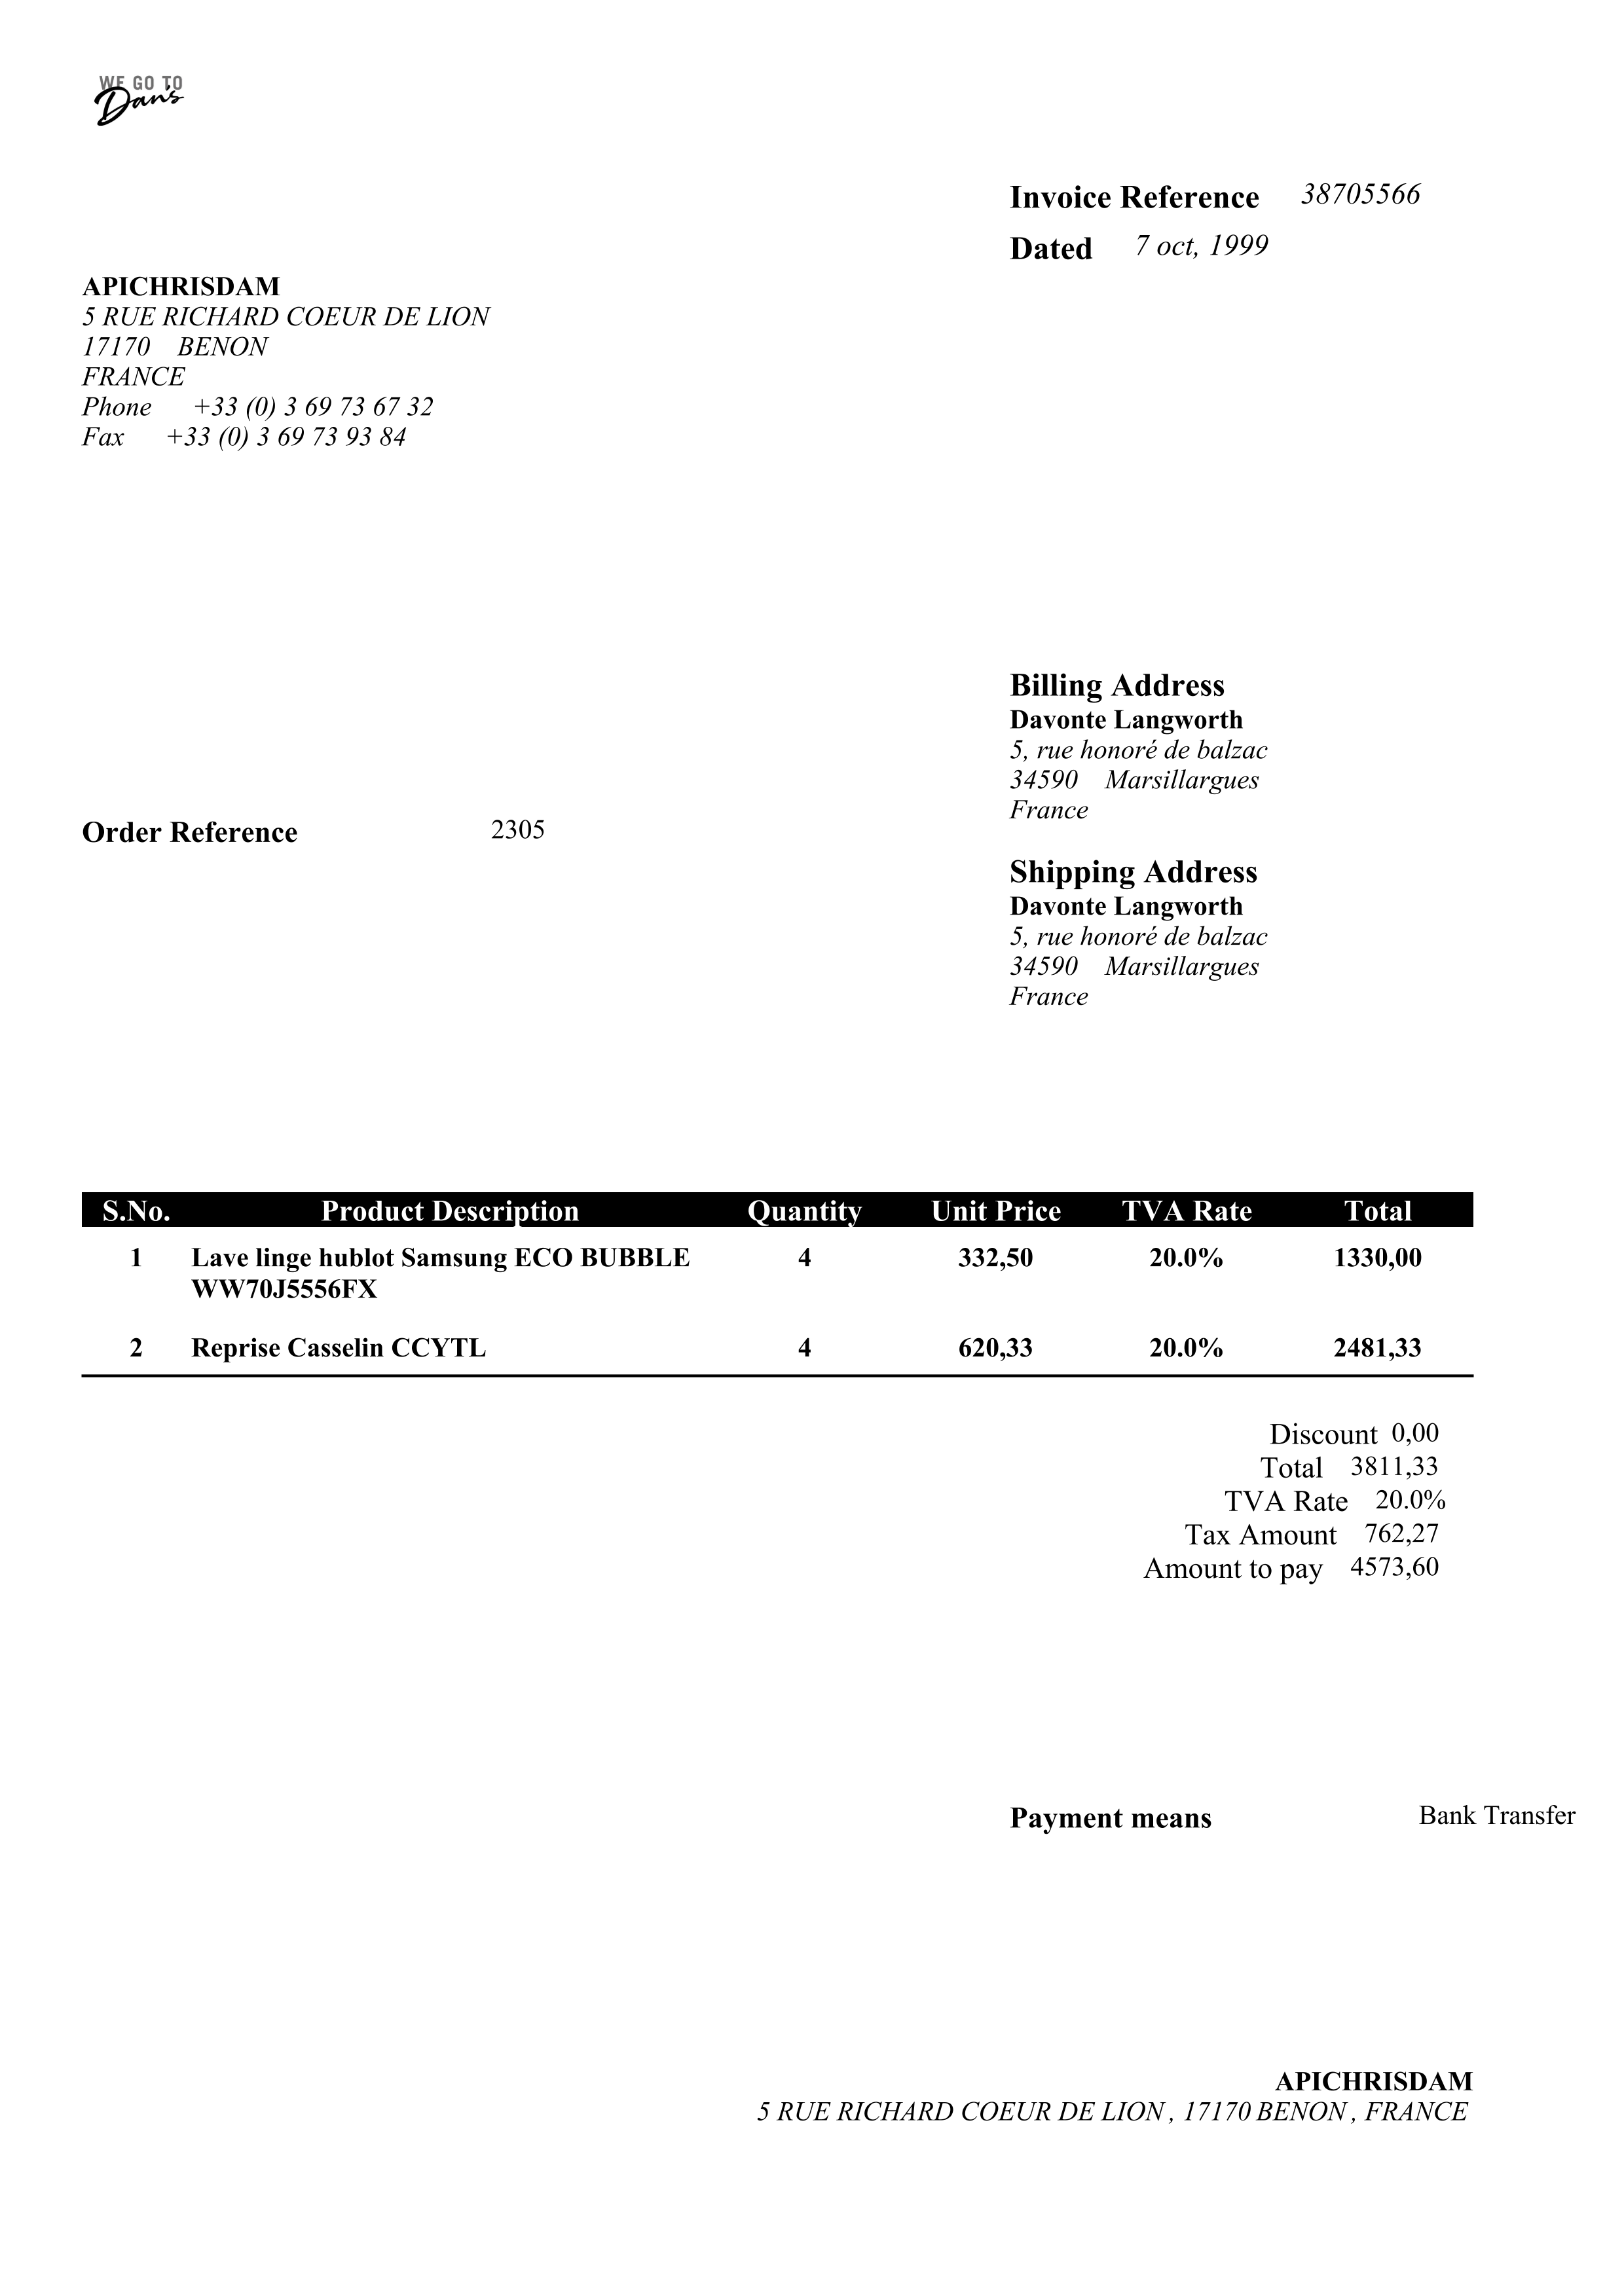 WE GO TO
Dan's
Invoice Reference 38705566
Dated 7 oct, 1999
APICHRISDAM
5 RUE RICHARD COEUR DE LION
17170 BENON
FRANCE
Phone +33 (0) 3 69 73 67 32
Fax +33 (0) 3 69 73 93 84
Billing Address
Davonte Langworth
5, rue honoré de balzac
34590 Marsillargues
France
Order Reference 2305
Shipping Address
Davonte Langworth
5, rue honoré de balzac
34590 Marsillargues
France
S.No. Product Description Quantity Unit Price TVA Rate Total
1 Lave linge hublot Samsung ECO BUBBLE 4 332,50 20.0% 1330,00
WW70J5556FX
2 Reprise Casselin CCYTL 4 620,33 20.0% 2481,33
Discount 0,00
Total 3811,33
TVA Rate 20.0%
Tax Amount 762,27
Amount to pay 4573,60
Payment means Bank Transfer
APICHRISDAM
5 RUE RICHARD COEUR DE LION , 17170 BENON , FRANCE